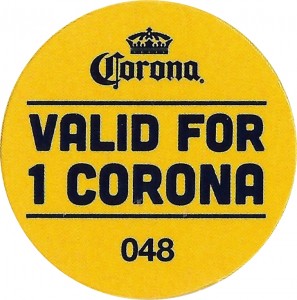 Corona.
VALID FOR
1 CORONA
048